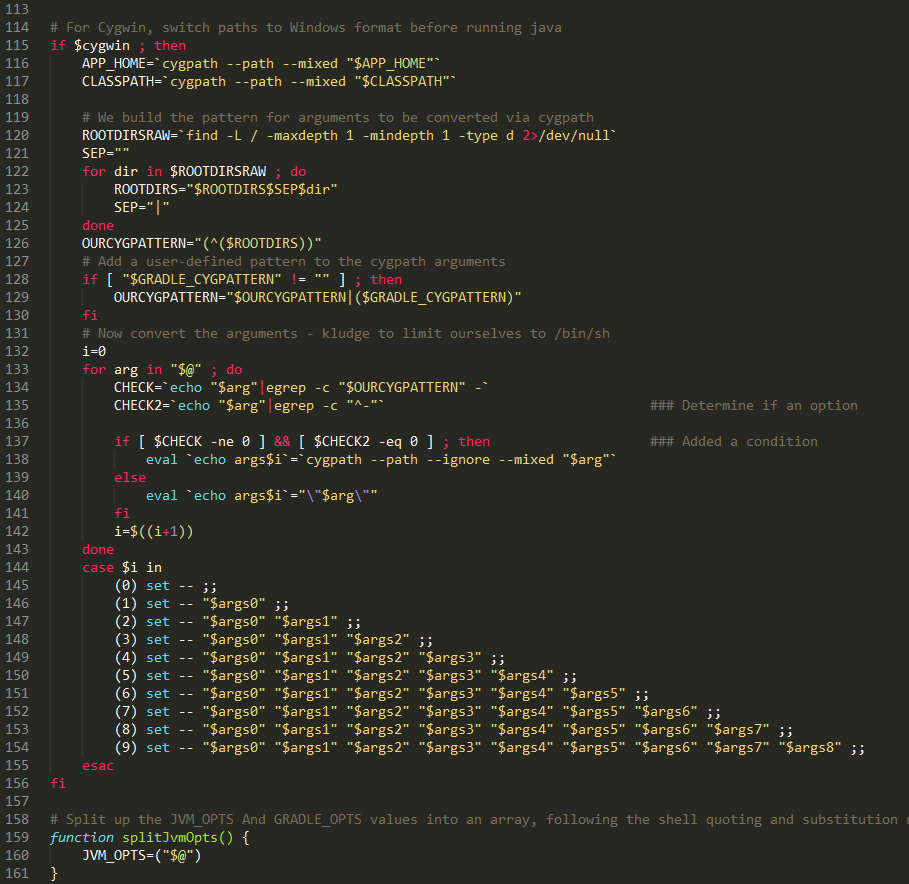 113
114 # For Cygwin, switch paths to Windows format before running java
115 if $cygwin ; then
116     APP_HOME=`cygpath --path --mixed "$APP_HOME"`
117     CLASSPATH=`cygpath --path --mixed "$CLASSPATH"`
118
119     # We build the pattern for arguments to be converted via cygpath
120     ROOTDIRSRAW=`find -L / -maxdepth 1 -mindepth 1 -type d 2>/dev/null`
121     SEP=""
122     for dir in $ROOTDIRSRAW ; do
123         ROOTDIRS="$ROOTDIRS$SEP$dir"
124         SEP="|"
125     done
126     OURCYGPATTERN="(^($ROOTDIRS))"
127     # Add a user-defined pattern to the cygpath arguments
128     if [ "$GRADLE_CYGPATTERN" != "" ] ; then
129         OURCYGPATTERN="$OURCYGPATTERN|($GRADLE_CYGPATTERN)"
130     fi
131     # Now convert the arguments - kludge to limit ourselves to /bin/sh
132     i=0
133     for arg in "$@" ; do
134         CHECK=`echo "$arg"|egrep -c "$OURCYGPATTERN" -`
135         CHECK2=`echo "$arg"|egrep -c "^-"`                                 ### Determine if an option
136
137         if [ $CHECK -ne 0 ] && [ $CHECK2 -eq 0 ] ; then                    ### Added a condition
138             eval `echo args$i`=`cygpath --path --ignore --mixed "$arg"`
139         else
140             eval `echo args$i`="\"$arg\""
141         fi
142         i=$((i+1))
143     done
144     case $i in
145         (0) set -- ;;
146         (1) set -- "$args0" ;;
147         (2) set -- "$args0" "$args1" ;;
148         (3) set -- "$args0" "$args1" "$args2" ;;
149         (4) set -- "$args0" "$args1" "$args2" "$args3" ;;
150         (5) set -- "$args0" "$args1" "$args2" "$args3" "$args4" ;;
151         (6) set -- "$args0" "$args1" "$args2" "$args3" "$args4" "$args5" ;;
152         (7) set -- "$args0" "$args1" "$args2" "$args3" "$args4" "$args5" "$args6" ;;
153         (8) set -- "$args0" "$args1" "$args2" "$args3" "$args4" "$args5" "$args6" "$args7" ;;
154         (9) set -- "$args0" "$args1" "$args2" "$args3" "$args4" "$args5" "$args6" "$args7" "$args8" ;;
155     esac
156 fi
157
158 # Split up the JVM_OPTS And GRADLE_OPTS values into an array, following the shell quoting and substitution
159 function splitJvmOpts() {
160     JVM_OPTS=("$@")
161 }